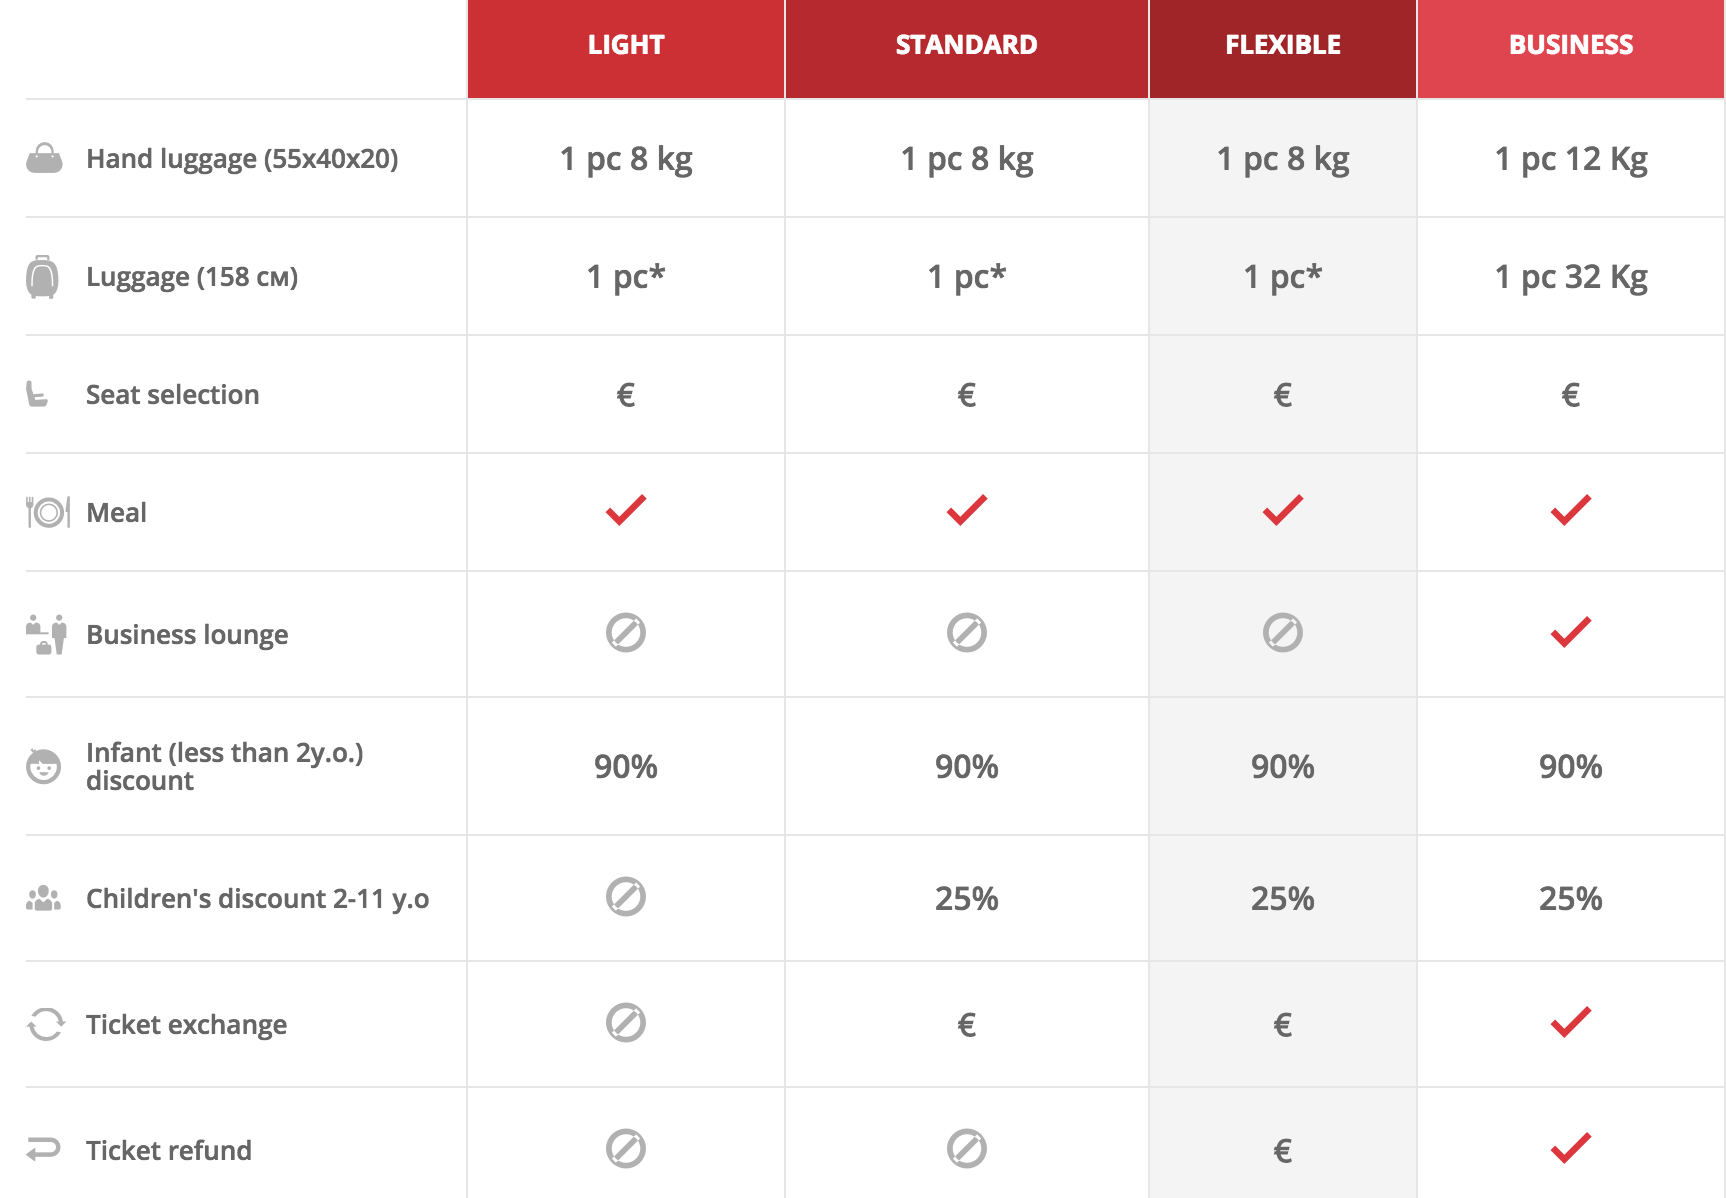 LIGHT STANDARD FLEXIBLE BUSINESS
Hand luggage (55x40x20) 1 pc 8 kg 1 pc 8 kg 1 pc 8 kg 1 pc 12 Kg
Luggage (158 см) 1 pc* 1 pc* 1 pc* 1 pc 32 Kg
Seat selection € € € €
Meal
Business lounge
Infant (less than 2y.o.)
discount 90% 90% 90% 90%
Children's discount 2-11 y.o 25% 25% 25%
Ticket exchange € €
Ticket refund €